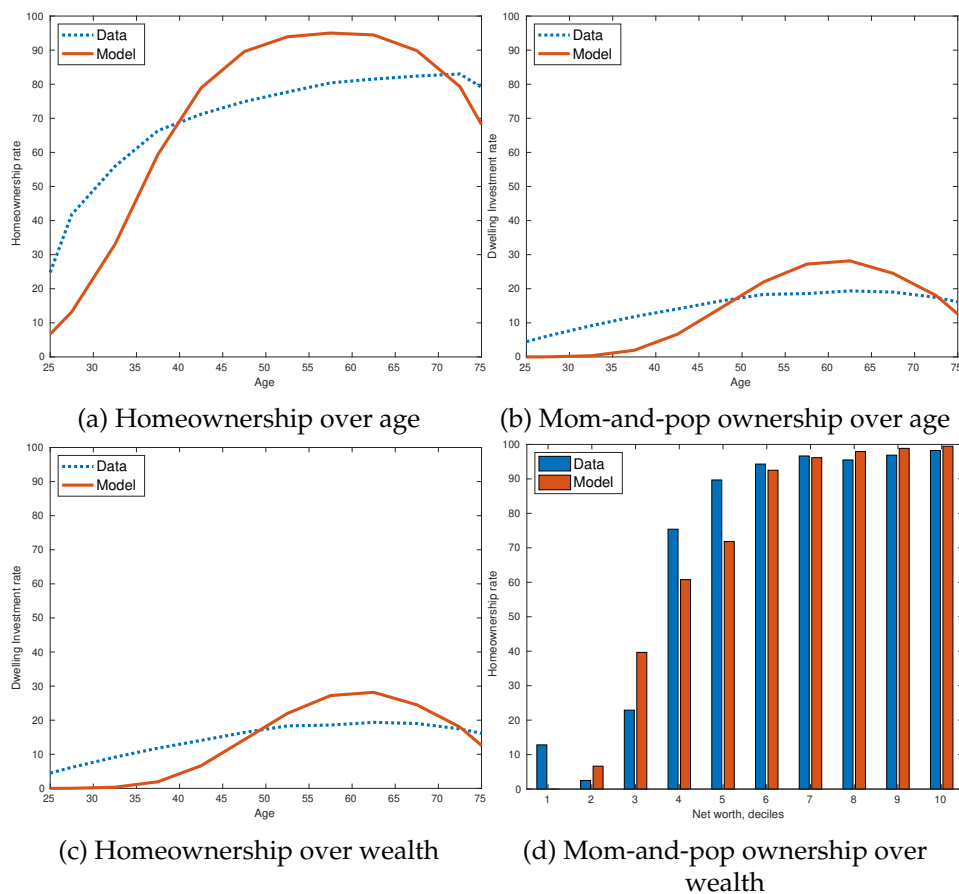 Data
Model
100
90
80
70
60
50
40
30
20
10
0
Homeownership rate
25 30 35 40 45 50 55 60 65 70 75
Age
(a) Homeownership over age
Data
Model
100
90
80
70
60
50
40
30
20
10
0
Dwelling Investment rate
25 30 35 40 45 50 55 60 65 70 75
Age
(b) Mom-and-pop ownership over age
Data
Model
100
90
80
70
60
50
40
30
20
10
0
Dwelling Investment rate
25 30 35 40 45 50 55 60 65 70 75
Age
(c) Homeownership over wealth
Data
Model
100
90
80
70
60
50
40
30
20
10
0
Homeownership rate
1 2 3 4 5 6 7 8 9 10
Net worth, deciles
(d) Mom-and-pop ownership over
wealth